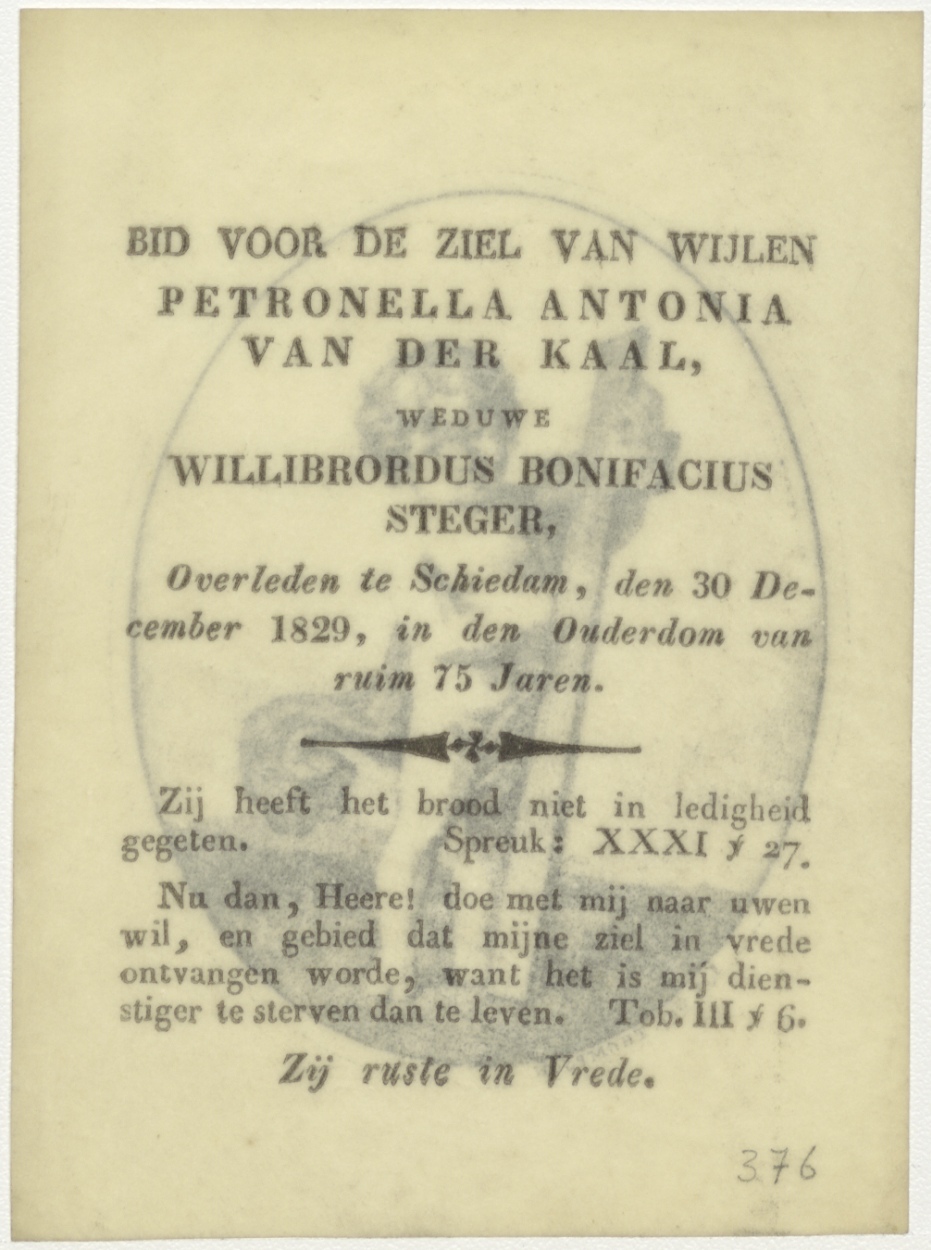 BID VOOR DE ZIEL VAN WIJLEN
PETRONELLA ANTONIA
VAN DER KAAL,
WEDUWE
WILLIBRORDUS BONIFACIUS
STEGER,
Overleden te Schiedam, den 30 De-
cember 1829, in den Ouderdom van
ruim 75 Jaren.
Zij heeft het brood niet in ledigheid
gegeten. Spreuk: XXXI ℣ 27.
Nu dan, Heere! doe met mij naar uwen
wil, en gebied dat mijne ziel in vrede
ontvangen worde, want het is mij dien-
stiger te sterven dan te leven. Tob. III ℣ 6.
Zij ruste in Vrede.
376